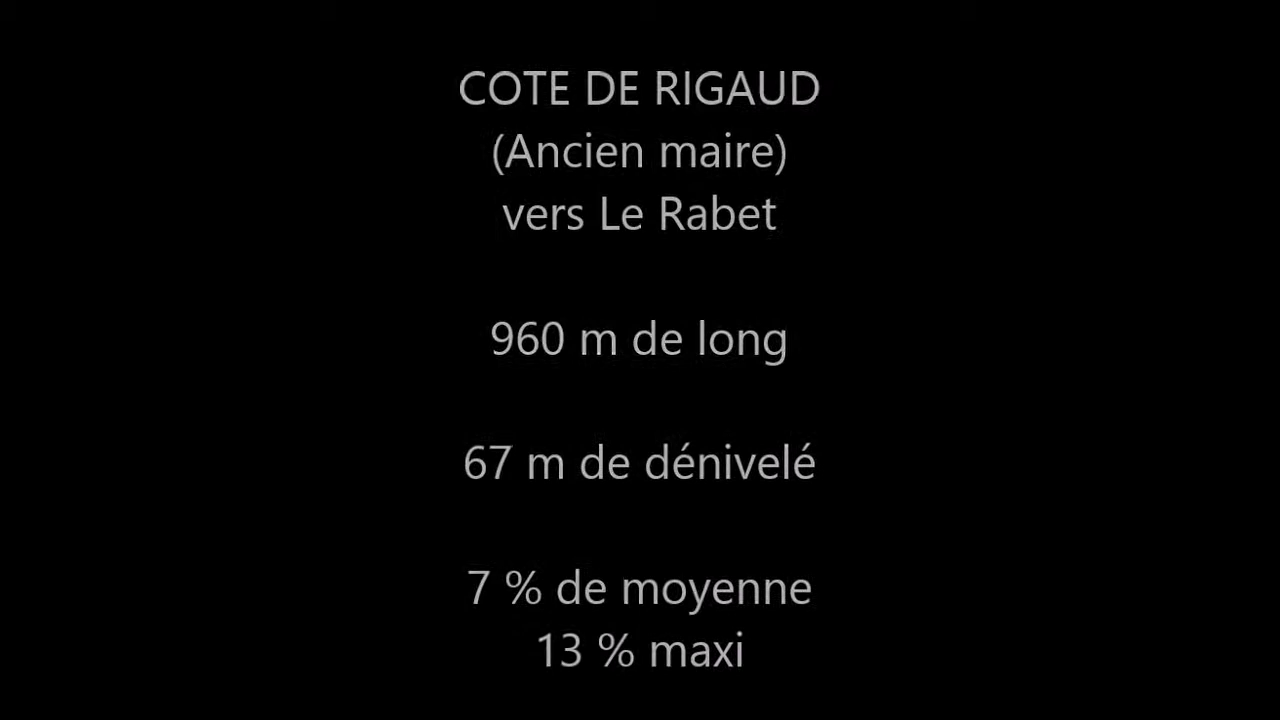 COTE DE RIGAUD
(Ancien maire)
vers Le Rabet
960 m de long
67 m de dénivelé
7 % de moyenne
13 % maxi